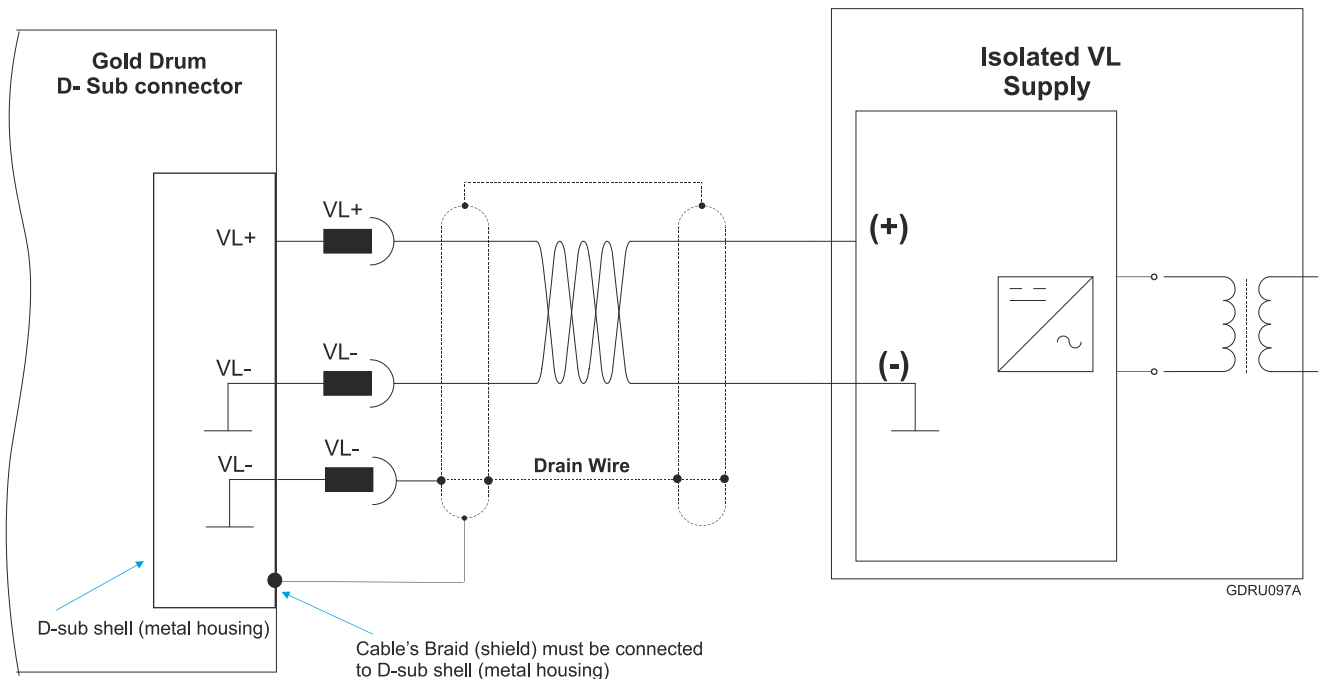 Gold Drum
D- Sub connector
Isolated VL
Supply
VL+
VL+
(+)
VL-
VL-
(-)
VL-
VL-
Drain Wire
GDRU097A
D-sub shell (metal housing)
Cable's Braid (shield) must be connected
to D-sub shell (metal housing)